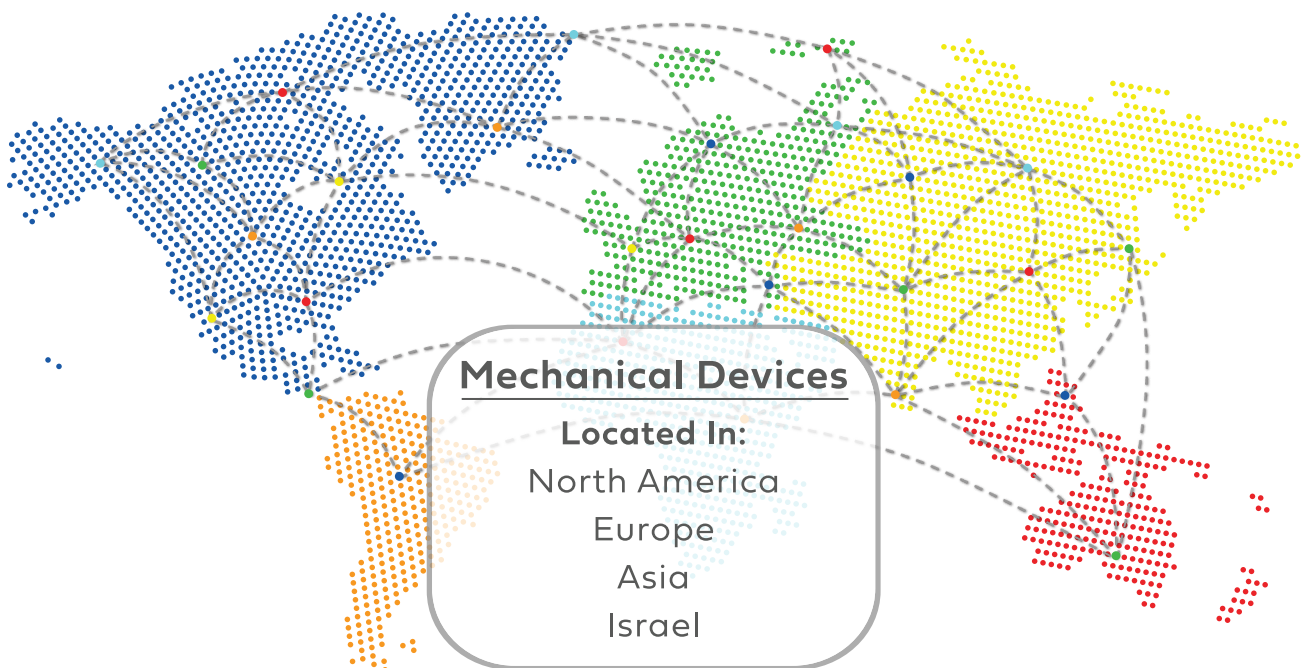 Mechanical Devices
Located In:
North America
Europe
Asia
Israel